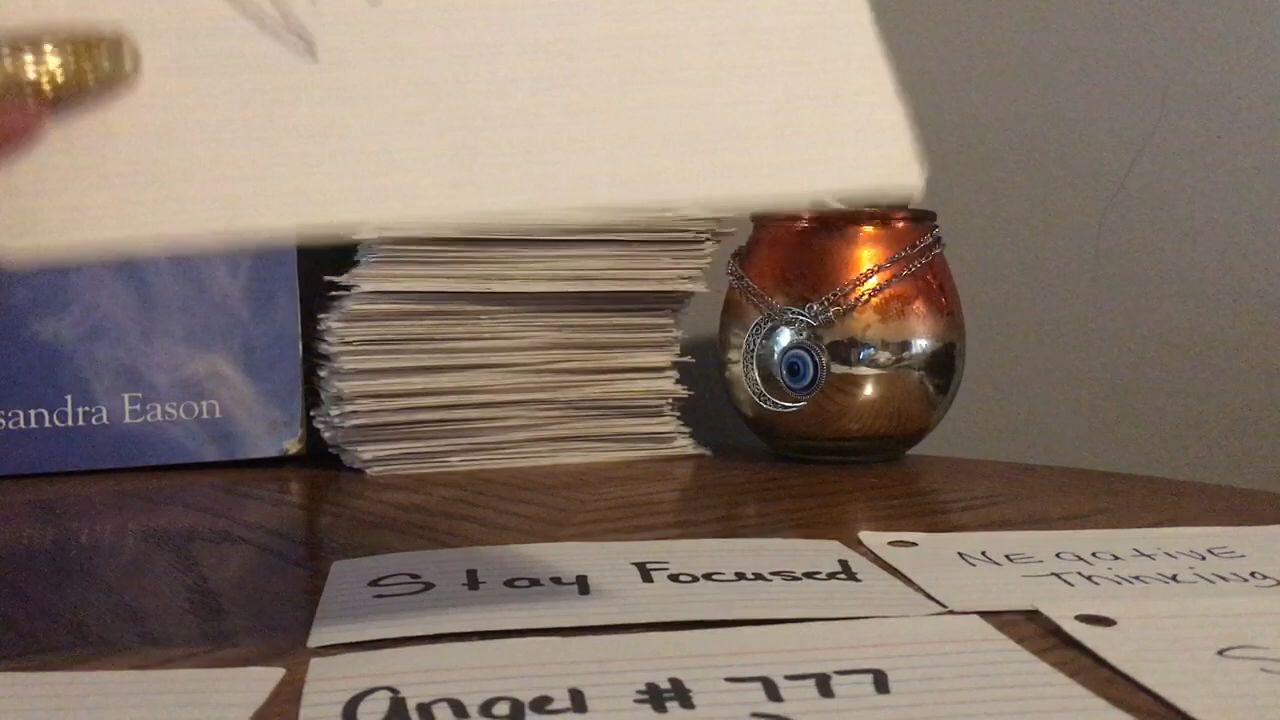 sandra Eason
Stay Focused
NEgative
Thinking
Angel # 777